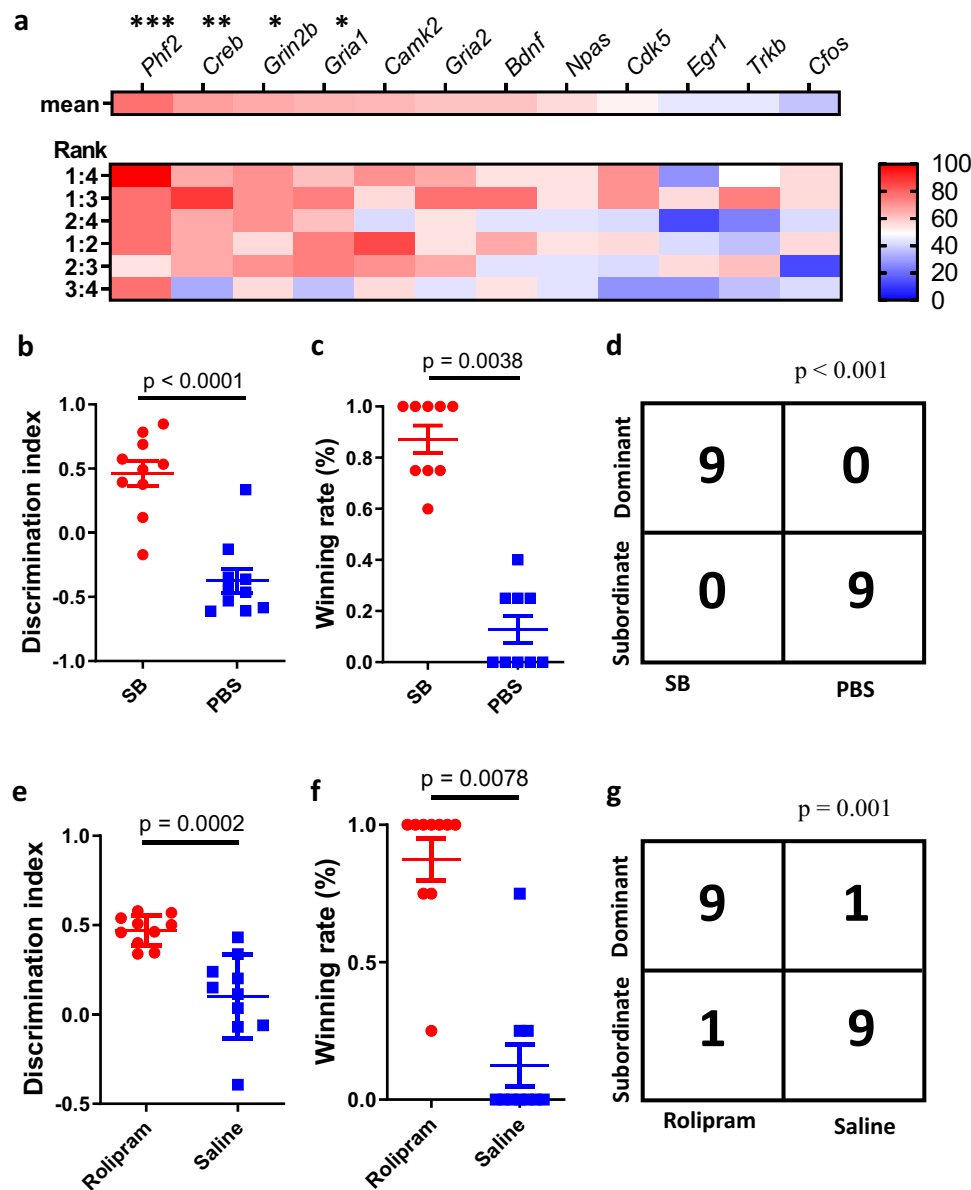 a
*** ** * *
Phf2 Creb Grin2b Gria1 Camk2 Gria2 Bdnf Npas Cdk5 Egr1 Trkb Cfos
mean
Rank
1:4
1:3
2:4
1:2
2:3
3:4
100
80
60
40
20
0
b
p < 0.0001
Discrimination index
1.0
0.5
0.0
-0.5
-1.0
SB PBS
c
p = 0.0038
Winning rate (%)
1.0
0.8
0.6
0.4
0.2
0.0
SB PBS
d
p < 0.001
Dominant
9 0
Subordinate
0 9
SB PBS
e
p = 0.0002
Discrimination index
1.0
0.5
0.0
-0.5
Rolipram Saline
f
p = 0.0078
Winning rate (%)
1.0
0.5
0.0
Rolipram Saline
g
p = 0.001
Dominant
9 1
Subordinate
1 9
Rolipram Saline